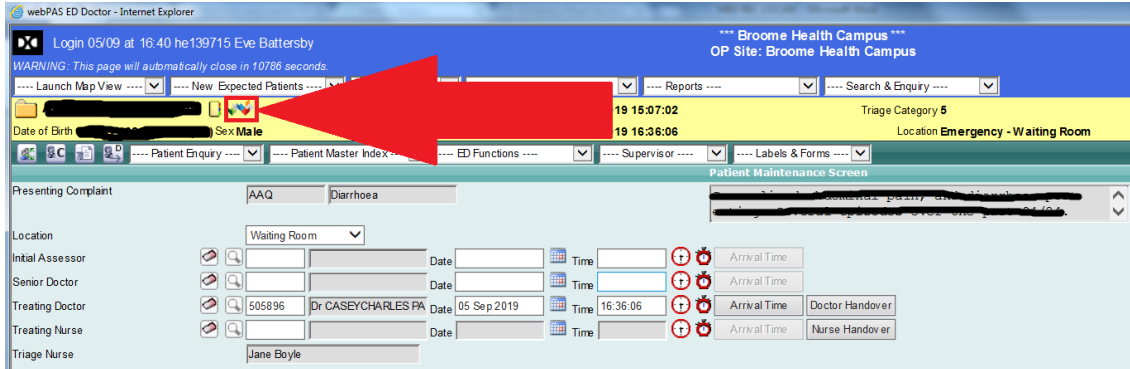 webPAS ED Doctor - Internet Explorer
Login 05/09 at 16:40 he139715 Eve Battersby
*** Broome Health Campus ***
OP Site: Broome Health Campus
WARNING: This page will automatically close in 10786 seconds.
---- Launch Map View ---- ---- New Expected Patients ---- ---- Reports ---- ---- Search & Enquiry ----
19 15:07:02 Triage Category 5
Date of Birth Sex Male 19 16:36:06 Location Emergency - Waiting Room
---- Patient Enquiry ---- ---- Patient Master Index ---- ED Functions ---- ---- Supervisor ---- ---- Labels & Forms ----
Patient Maintenance Screen
Presenting Complaint AAQ Diarrhoea
Location Waiting Room
Initial Assessor Date Time Arrival Time
Senior Doctor Date Time Arrival Time
Treating Doctor 505896 Dr CASEYCHARLES PA Date 05 Sep 2019 Time 16:36:06 Arrival Time Doctor Handover
Treating Nurse Date Time Arrival Time Nurse Handover
Triage Nurse Jane Boyle